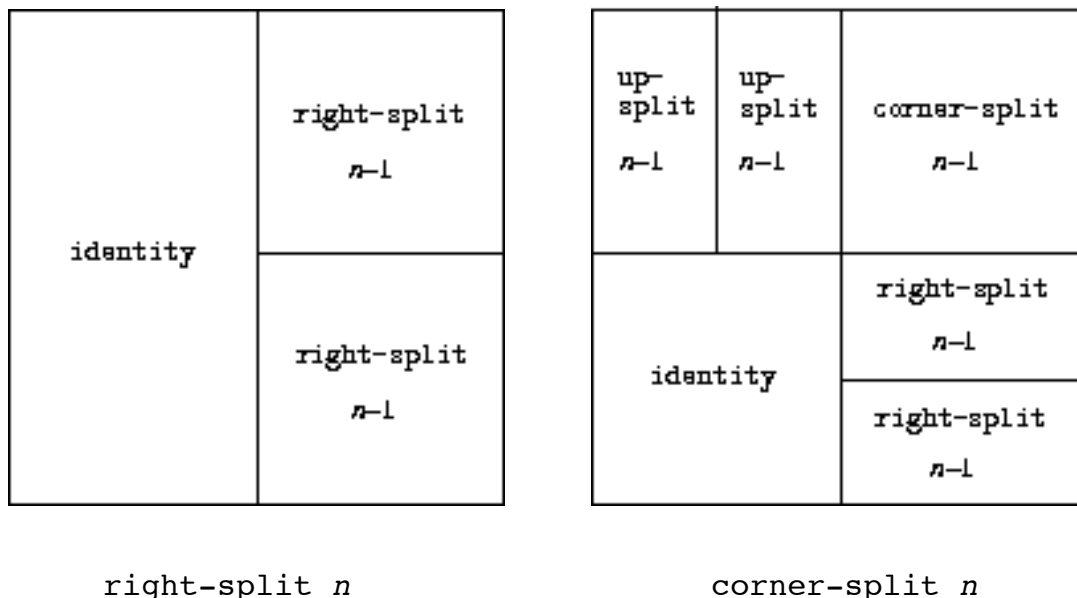 identity
right-split
n–1
right-split
n–1
right-split n
up-
split
n–1
up-
split
n–1
corner-split
n–1
identity
right-split
n–1
right-split
n–1
corner-split n